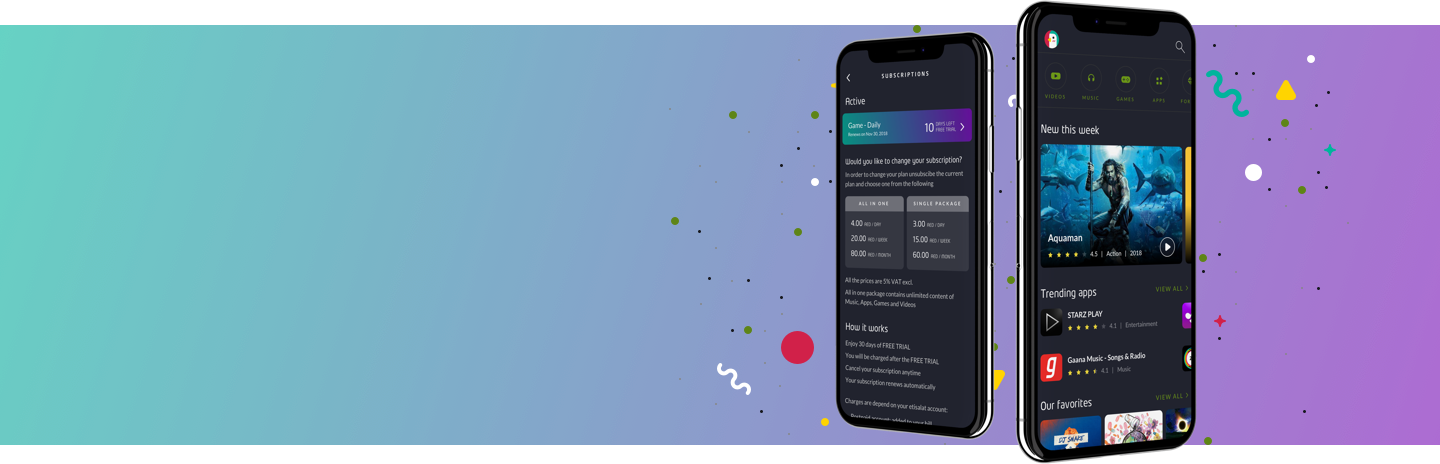 SUBSCRIPTIONS
Active
Game - Daily
Renews on Nov 30, 2018
10 DAYS LEFT
FREE TRIAL
Would you like to change your subscription?
In order to change your plan unsubscibe the current
plan and choose one from the following
ALL IN ONE
4.00 AED / DAY
20.00 AED / WEEK
80.00 AED / MONTH
SINGLE PACKAGE
3.00 AED / DAY
15.00 AED / WEEK
60.00 AED / MONTH
All the prices are 5% VAT excl.
All in one package contains unlimited content of
Music, Apps, Games and Videos
How it works
Enjoy 30 days of FREE TRIAL
You will be charged after the FREE TRIAL
Cancel your subscription anytime
Your subscription renews automatically
Charges are depend on your etisalat account:
VIDEOS
MUSIC
GAMES
APPS
FOR
New this week
Aquaman
4.5 | Action | 2018
Trending apps
VIEW ALL
STARZ PLAY
4.1 | Entertainment
g
Gaana Music - Songs & Radio
4.1 | Music
Our favorites
VIEW ALL
DJ SNAKE